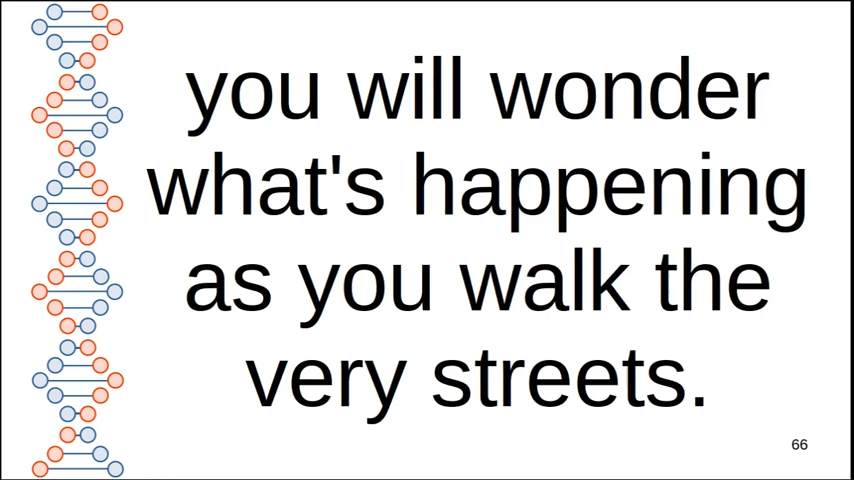 you will wonder
what's happening
as you walk the
very streets.
66